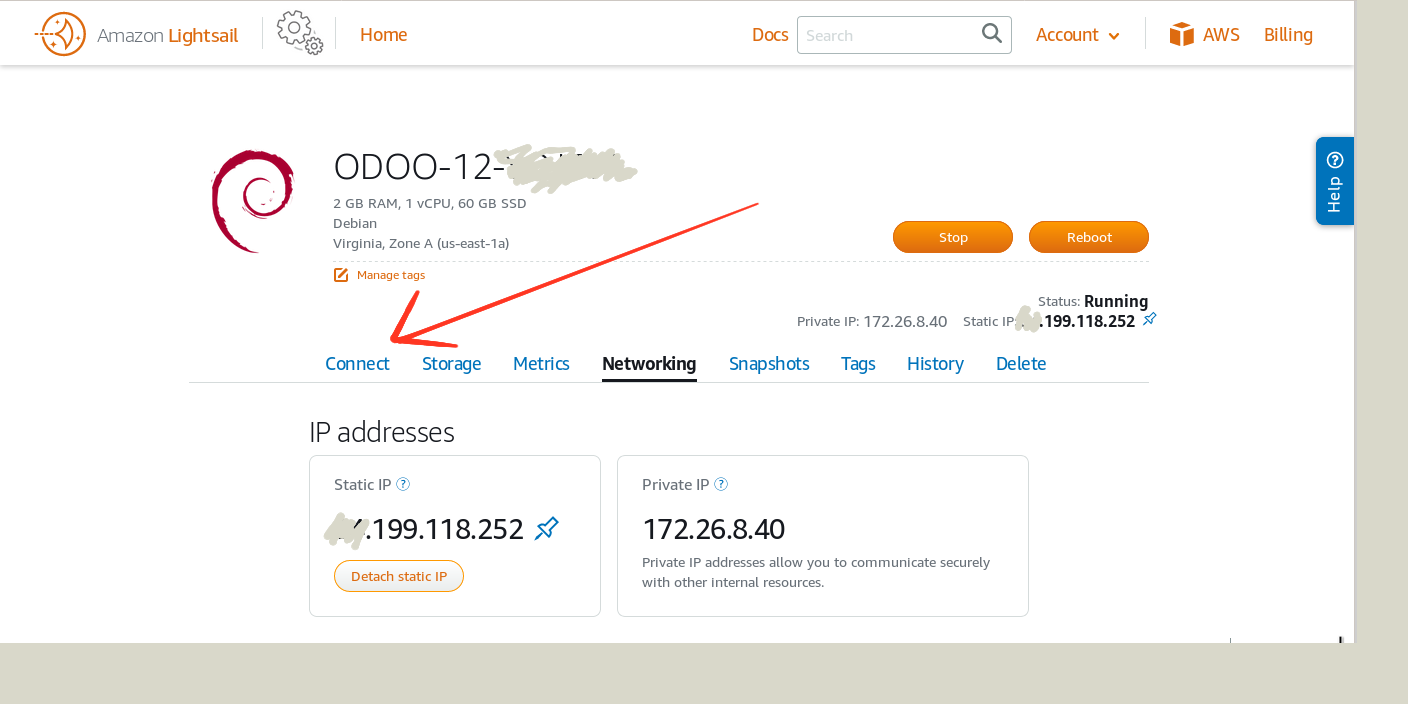 Amazon Lightsail Home Docs Search Account AWS Billing
Help
ODOO-12-
2 GB RAM, 1 vCPU, 60 GB SSD
Debian
Virginia, Zone A (us-east-1a)
Stop Reboot
Manage tags
Status: Running
Private IP: 172.26.8.40 Static IP: .199.118.252
Connect Storage Metrics Networking Snapshots Tags History Delete
IP addresses
Static IP ? Private IP ?
.199.118.252 172.26.8.40
Detach static IP
Private IP addresses allow you to communicate securely
with other internal resources.